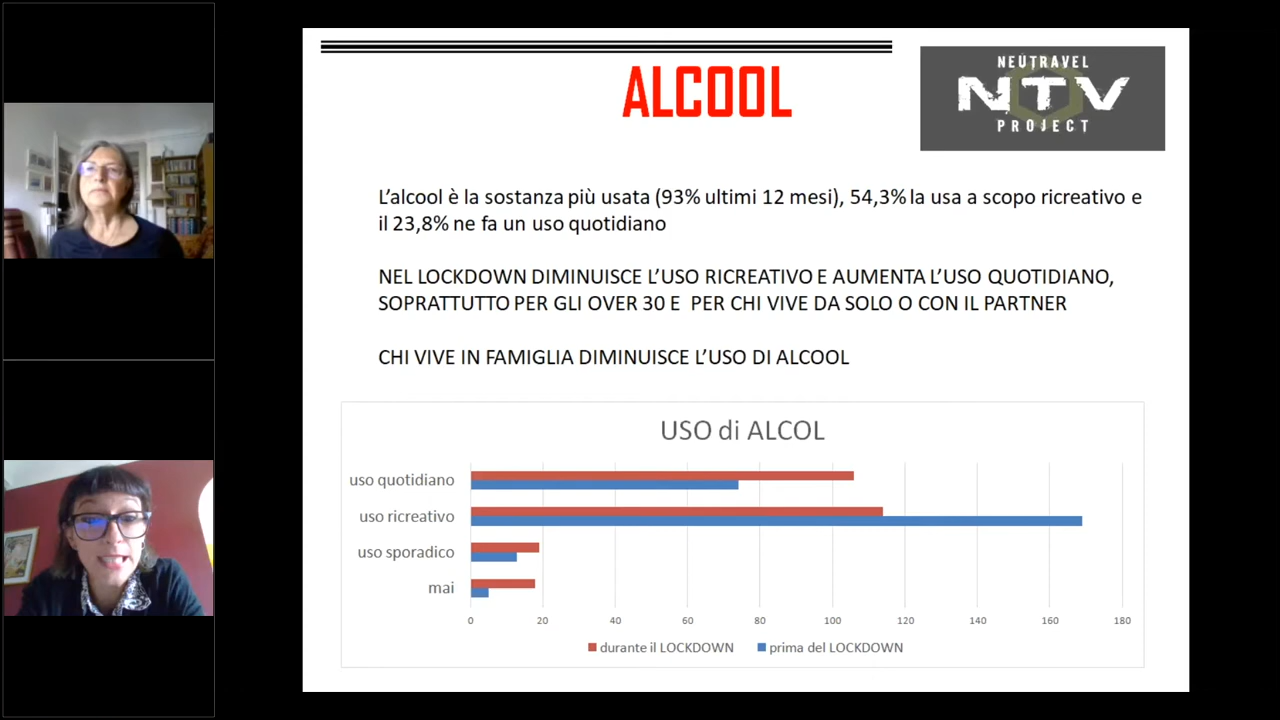 ALCOOL
NEUTRAVEL
NTV
PROJECT
L'alcool è la sostanza più usata (93% ultimi 12 mesi), 54,3% la usa a scopo ricreativo e
il 23,8% ne fa un uso quotidiano
NEL LOCKDOWN DIMINUISCE L'USO RICREATIVO E AUMENTA L'USO QUOTIDIANO,
SOPRATTUTTO PER GLI OVER 30 E PER CHI VIVE DA SOLO O CON IL PARTNER
CHI VIVE IN FAMIGLIA DIMINUISCE L'USO DI ALCOOL
USO di ALCOL
uso quotidiano
uso ricreativo
uso sporadico
mai
0 20 40 60 80 100 120 140 160 180
durante il LOCKDOWN prima del LOCKDOWN